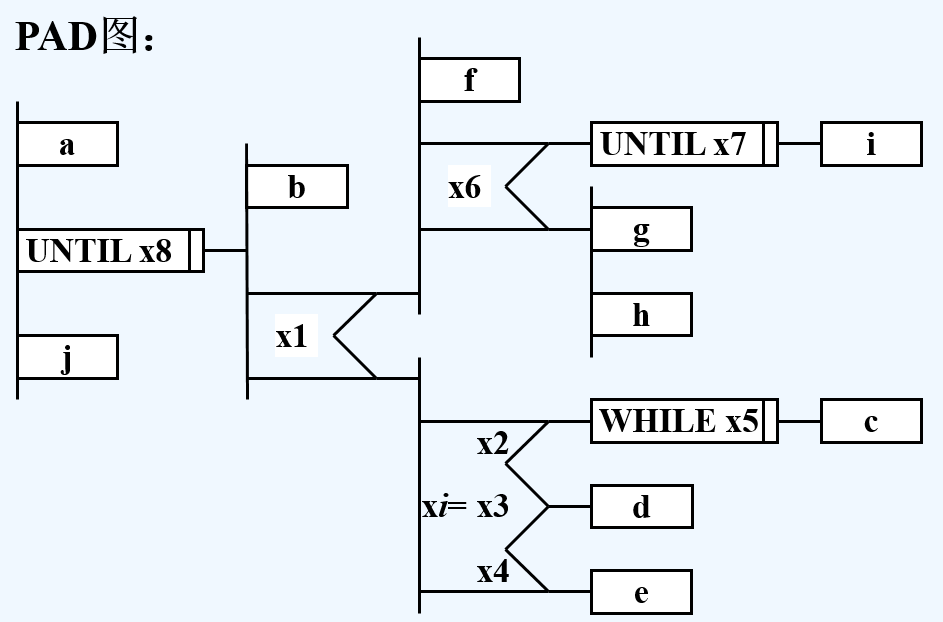 PAD图：
f
a
UNTIL x7
i
b
x6
g
UNTIL x8
h
x1
j
WHILE x5
c
x2
xi= x3
d
x4
e